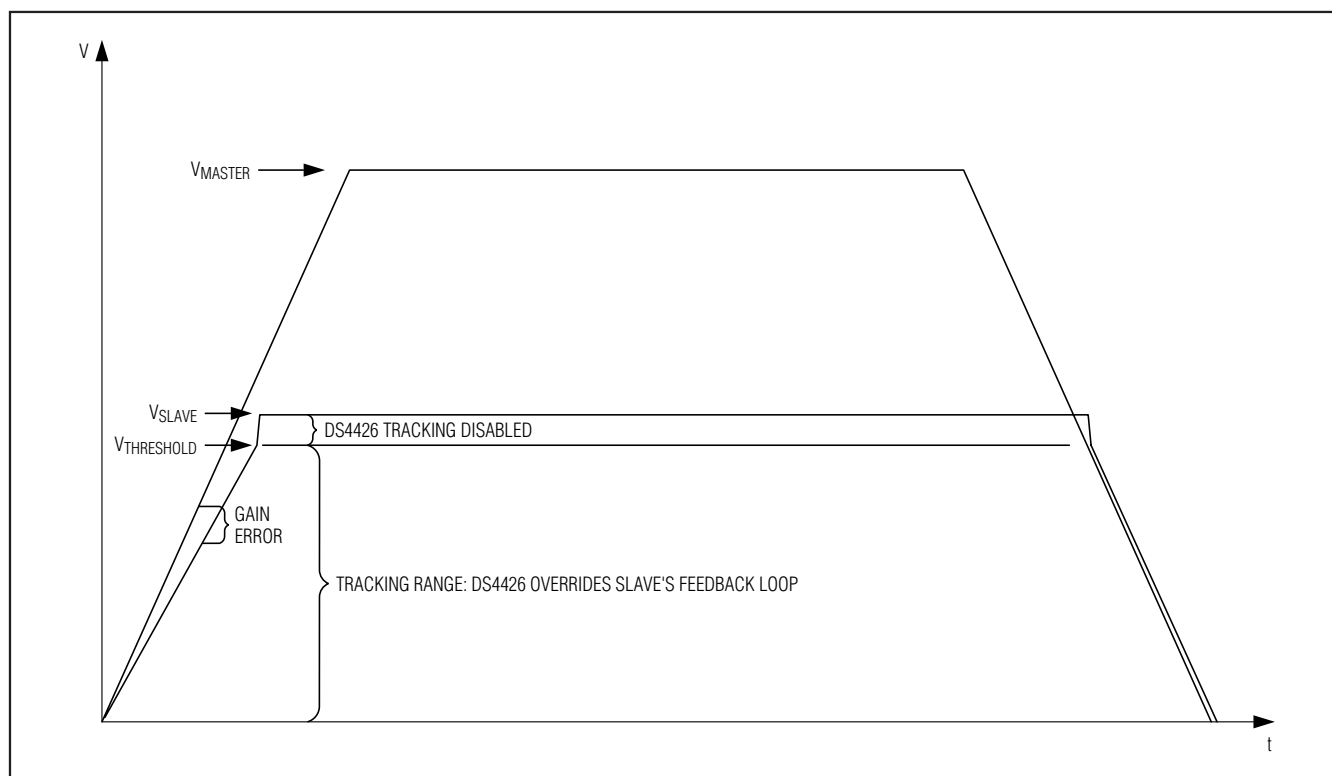 V
VMASTER
VSLAVE
DS4426 TRACKING DISABLED
VTHRESHOLD
GAIN
ERROR
TRACKING RANGE: DS4426 OVERRIDES SLAVE'S FEEDBACK LOOP
t